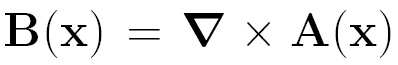 𝐁(𝐱) = 𝛁 × 𝐀(𝐱)